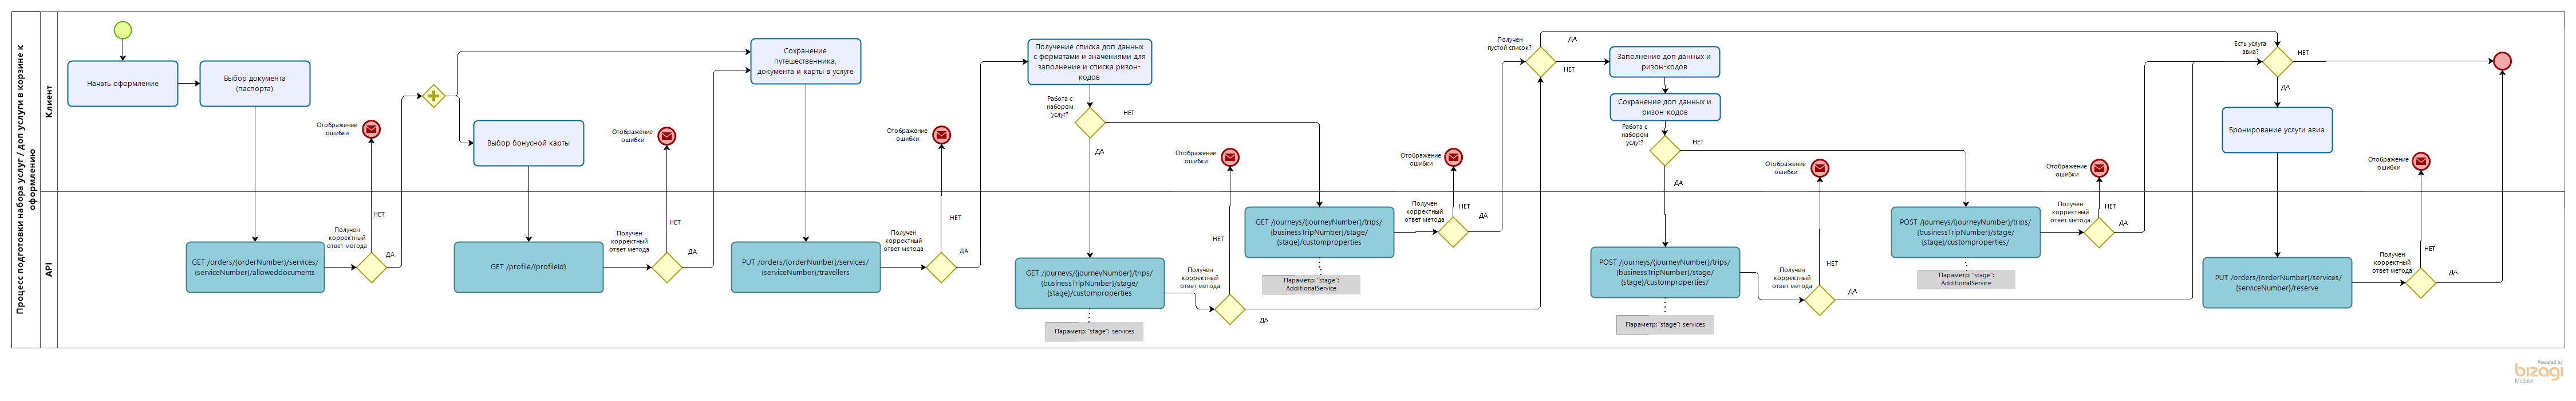 Процесс подготовки набора услуг / доп услуги в корзине к
оформлению
Клиент
Начать оформление
Выбор документа
(паспорта)
Отображение
ошибки
Выбор бонусной карты
Отображение
ошибки
Сохранение
путешественника,
документа и карты в услуге
Отображение
ошибки
Получение списка доп данных
с форматами и значениями для
заполнение и списка ризон-
кодов
Работа с
набором
услуг?
НЕТ
ДА
Отображение
ошибки
Отображение
ошибки
Получен
пустой список?
ДА
НЕТ
Заполнение доп данных и
ризон-кодов
Сохранение доп данных и
ризон-кодов
Работа с
набором
услуг?
НЕТ
ДА
Отображение
ошибки
Отображение
ошибки
Есть услуга
авиа?
НЕТ
ДА
Бронирование услуги авиа
Отображение
ошибки
API
GET /orders/{orderNumber}/services/
{serviceNumber}/alloweddocuments
Получен
корректный
ответ метода
НЕТ
ДА
GET /profile/{profileId}
Получен
корректный
ответ метода
НЕТ
ДА
PUT /orders/{orderNumber}/services/
{serviceNumber}/travellers
Получен
корректный
ответ метода
НЕТ
ДА
GET /journeys/{journeyNumber}/trips/
{businessTripNumber}/stage/
{stage}/customproperties
Параметр:"stage": services
Получен
корректный
ответ метода
НЕТ
ДА
GET /journeys/{journeyNumber}/trips/
{businessTripNumber}/stage/
{stage}/customproperties
Параметр: "stage":
AdditionalService
Получен
корректный
ответ метода
НЕТ
ДА
POST /journeys/{journeyNumber}/trips/
{businessTripNumber}/stage/
{stage}/customproperties/
Параметр: "stage": services
Получен
корректный
ответ метода
НЕТ
ДА
POST /journeys/{journeyNumber}/trips/
{businessTripNumber}/stage/
{stage}/customproperties/
Параметр: "stage":
AdditionalService
Получен
корректный
ответ метода
НЕТ
ДА
PUT /orders/{orderNumber}/services/
{serviceNumber}/reserve
Получен
корректный
ответ метода
НЕТ
ДА
Powered by
bizagi
Modeler